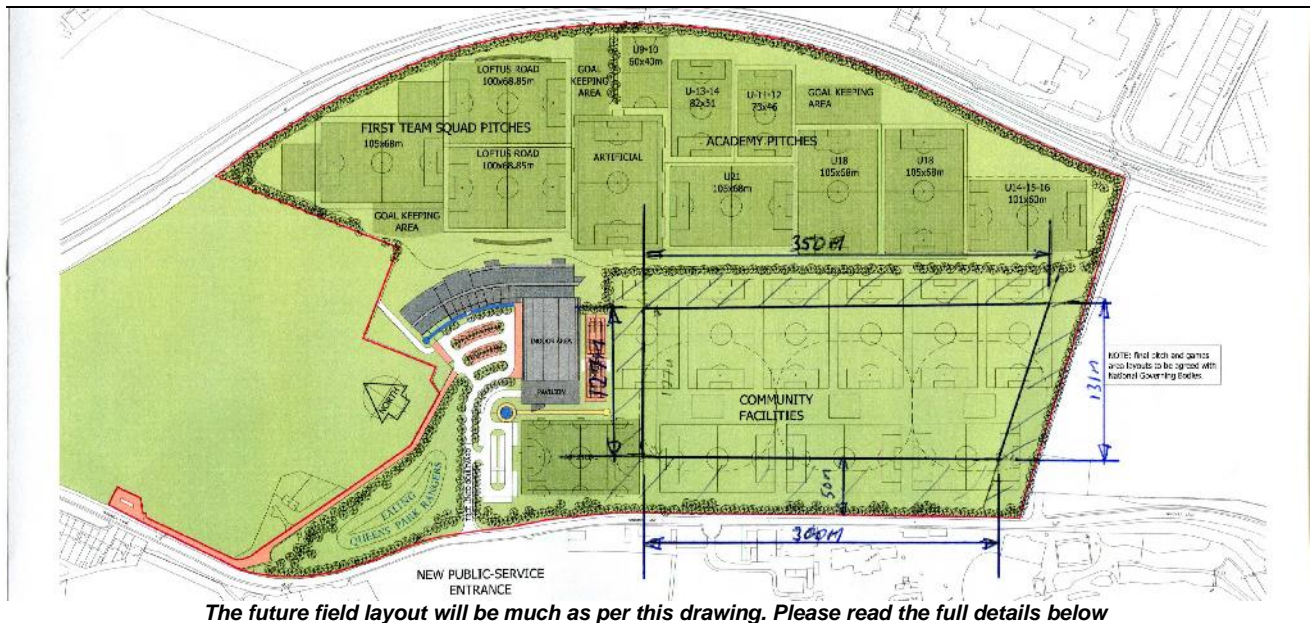 U9-10
60x40m
LOFTUS ROAD
100x68.85m
GOAL
KEEPING
AREA
U-13-14
82x51
U-11-12
73x46
GOAL KEEPING
AREA
FIRST TEAM SQUAD PITCHES
105x68m
ACADEMY PITCHES
ARTIFICIAL
LOFTUS ROAD
100x68.85m
U18
105x58m
U18
105x58m
U21
105x68m
U14-15-16
101x60m
GOAL KEEPING
AREA
350M
INDOOR AREA
129M
131M
NOTE: final pitch and games
area layouts to be agreed with
National Governing Bodies.
PAVILION
NORTH
COMMUNITY
FACILITIES
50M
300M
EALING
QUEENS PARK RANGERS
NEW PUBLIC-SERVICE
ENTRANCE
The future field layout will be much as per this drawing. Please read the full details below